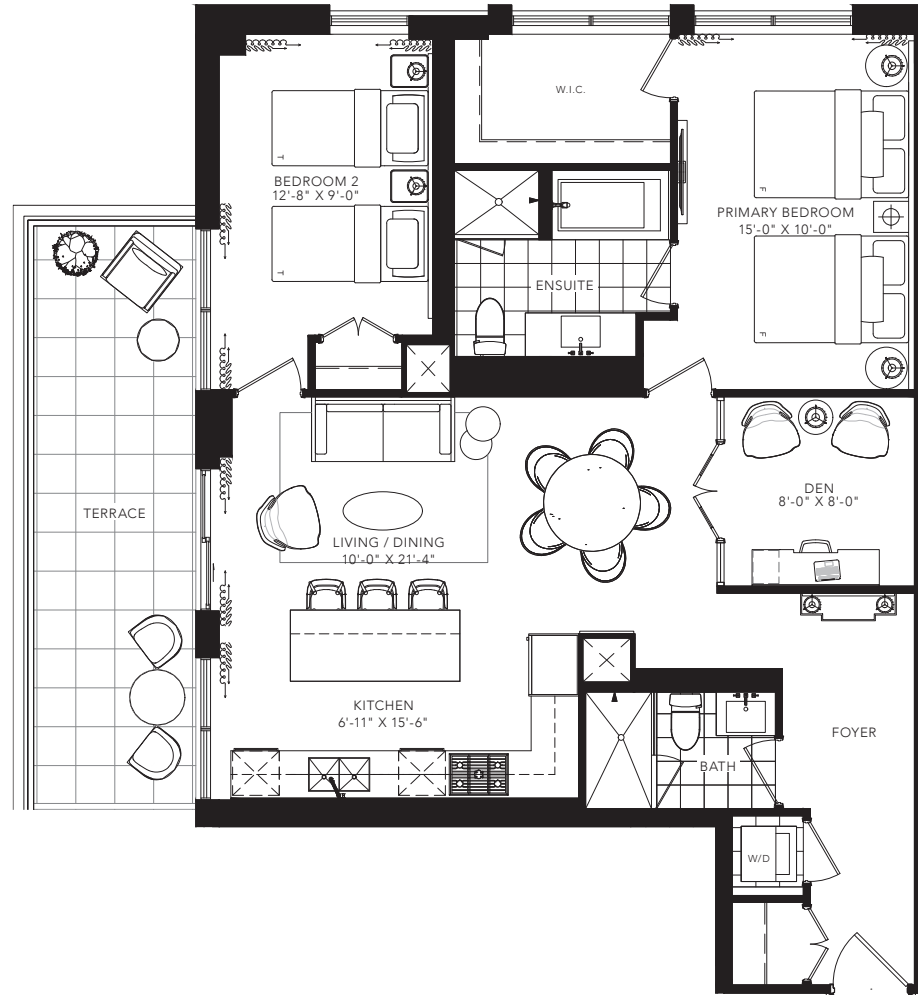 W.I.C.
BEDROOM 2
12'-8" X 9'-0"
T
T
PRIMARY BEDROOM
15'-0" X 10'-0"
F
F
ENSUITE
TERRACE
DEN
8'-0" X 8'-0"
LIVING / DINING
10'-0" X 21'-4"
KITCHEN
6'-11" X 15'-6"
FOYER
BATH
W/D